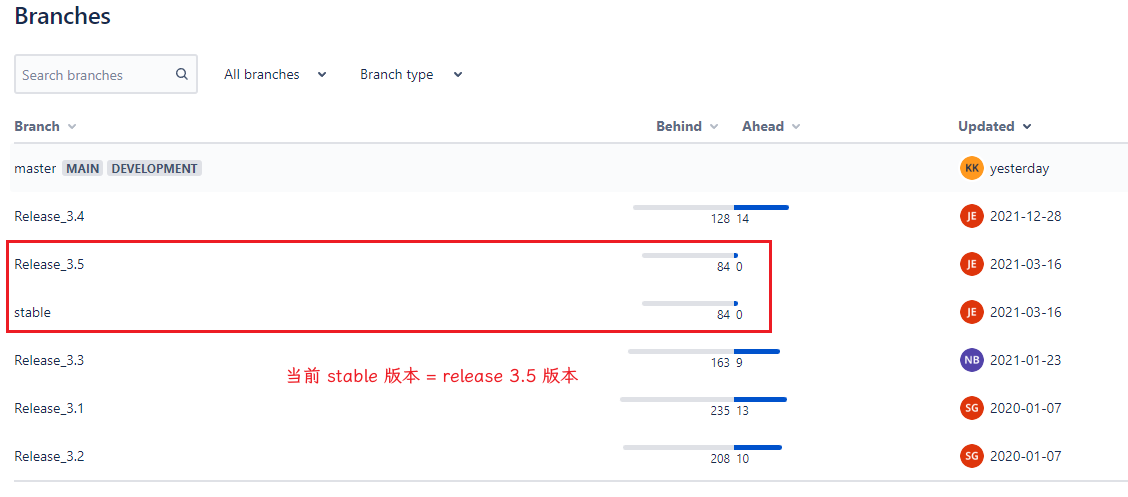 Branches
Search branches All branches Branch type
Branch Behind Ahead Updated
master MAIN DEVELOPMENT KK yesterday
Release_3.4 128 14 JE 2021-12-28
Release_3.5 84 0 JE 2021-03-16
stable 84 0 JE 2021-03-16
Release_3.3 163 9 NB 2021-01-23
当前 stable 版本 = release 3.5 版本
Release_3.1 235 13 SG 2020-01-07
Release_3.2 208 10 SG 2020-01-07